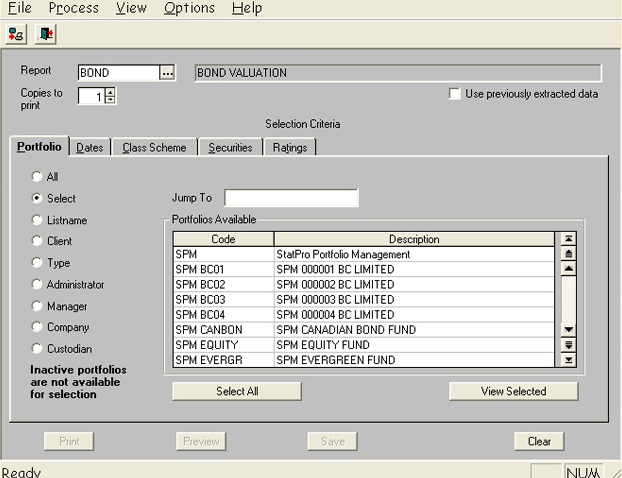 File Process View Options Help
Report BOND ... BOND VALUATION
Copies to print 1 Use previously extracted data
Selection Criteria
Portfolio Dates Class Scheme Securities Ratings
All
Select Jump To
Listname Portfolios Available
Client Code Description
Type SPM StatPro Portfolio Management
SPM BC01 SPM 000001 BC LIMITED
Administrator SPM BC02 SPM 000002 BC LIMITED
Manager SPM BC03 SPM 000003 BC LIMITED
Company SPM BC04 SPM 000004 BC LIMITED
SPM CANBON SPM CANADIAN BOND FUND
Custodian SPM EQUITY SPM EQUITY FUND
SPM EVERGR SPM EVERGREEN FUND
Inactive portfolios
are not available
for selection
Select All View Selected
Print Preview Save Clear
Ready NUM